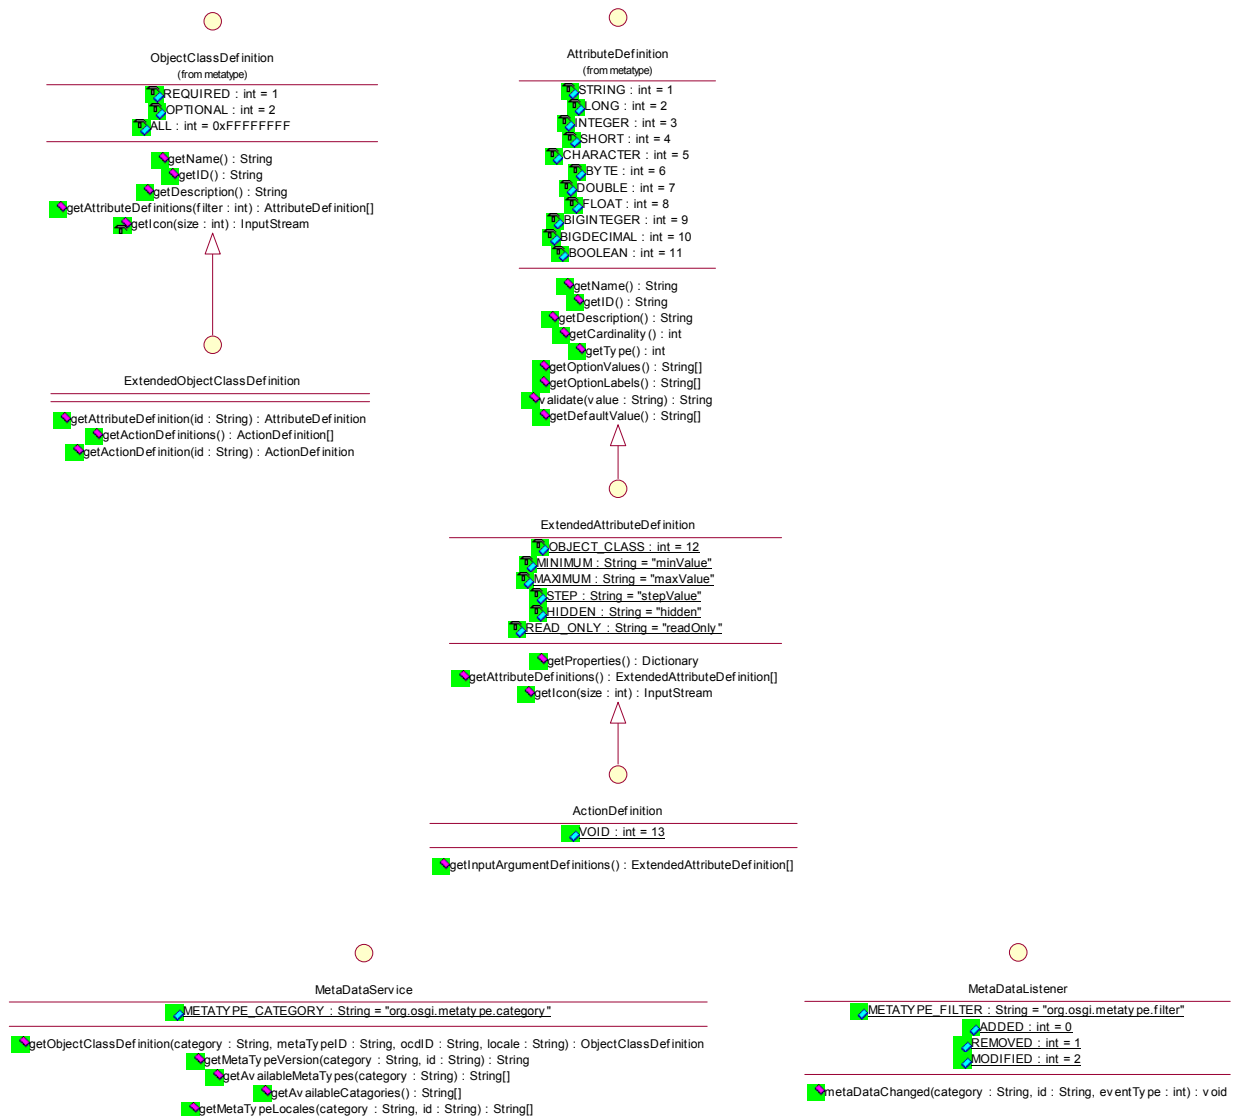 ObjectClassDefinition
(from metatype)
REQUIRED : int = 1
OPTIONAL : int = 2
ALL : int = 0xFFFFFFFF
getName() : String
getID() : String
getDescription() : String
getAttributeDefinitions(filter : int) : AttributeDefinition[]
getIcon(size : int) : InputStream
ExtendedObjectClassDefinition
getAttributeDefinition(id : String) : AttributeDefinition
getActionDefinitions() : ActionDefinition[]
getActionDefinition(id : String) : ActionDefinition
AttributeDefinition
(from metatype)
STRING : int = 1
LONG : int = 2
INTEGER : int = 3
SHORT : int = 4
CHARACTER : int = 5
BYTE : int = 6
DOUBLE : int = 7
FLOAT : int = 8
BIGINTEGER : int = 9
BIGDECIMAL : int = 10
BOOLEAN : int = 11
getName() : String
getID() : String
getDescription() : String
getCardinality() : int
getType() : int
getOptionValues() : String[]
getOptionLabels() : String[]
validate(value : String) : String
getDefaultValue() : String[]
ExtendedAttributeDefinition
OBJECT_CLASS : int = 12
MINIMUM : String = "minValue"
MAXIMUM : String = "maxValue"
STEP : String = "stepValue"
HIDDEN : String = "hidden"
READ_ONLY : String = "readOnly"
getProperties() : Dictionary
getAttributeDefinitions() : ExtendedAttributeDefinition[]
getIcon(size : int) : InputStream
ActionDefinition
VOID : int = 13
getInputArgumentDefinitions() : ExtendedAttributeDefinition[]
MetaDataService
METATYPE_CATEGORY : String = "org.osgi.metatype.category"
getObjectClassDefinition(category : String, metaTypeID : String, ocdID : String, locale : String) : ObjectClassDefinition
getMetaTypeVersion(category : String, id : String) : String
getAvailableMetaTypes(category : String) : String[]
getAvailableCatagories() : String[]
getMetaTypeLocales(category : String, id : String) : String[]
MetaDataListener
METATYPE_FILTER : String = "org.osgi.metatype.filter"
ADDED : int = 0
REMOVED : int = 1
MODIFIED : int = 2
metaDataChanged(category : String, id : String, eventType : int) : void